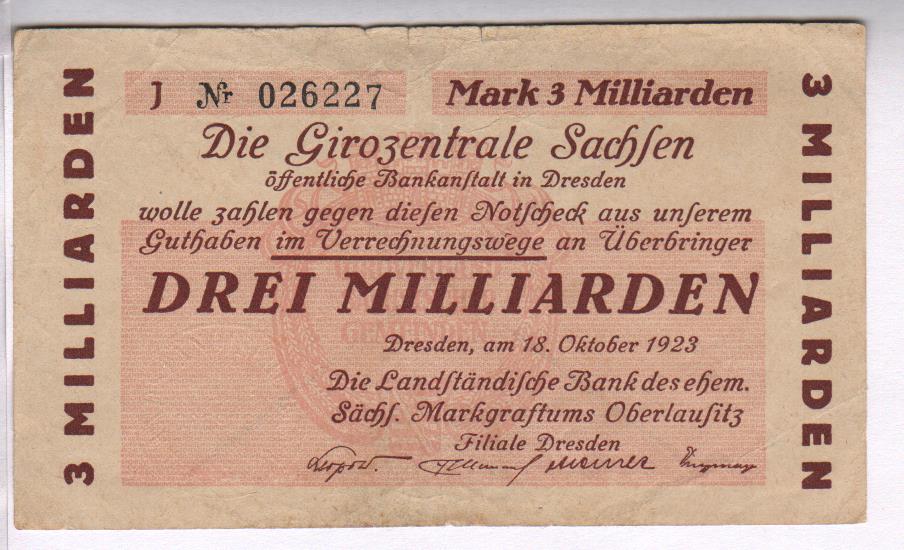 J Nr 026227
Mark 3 Milliarden
Die Girozentrale Sachſen
öffentliche Bankanſtalt in Dresden
wolle zahlen gegen dieſen Notſcheck aus unſerem
Guthaben im Verrechnungswege an Überbringer
DREI MILLIARDEN
Dresden, am 18. Oktober 1923
Die Landſtändiſche Bank des ehem.
Sächſ. Markgraftums Oberlauſitz
Filiale Dresden
3 MILLIARDEN
3 MILLIARDEN
GEMEINDEN